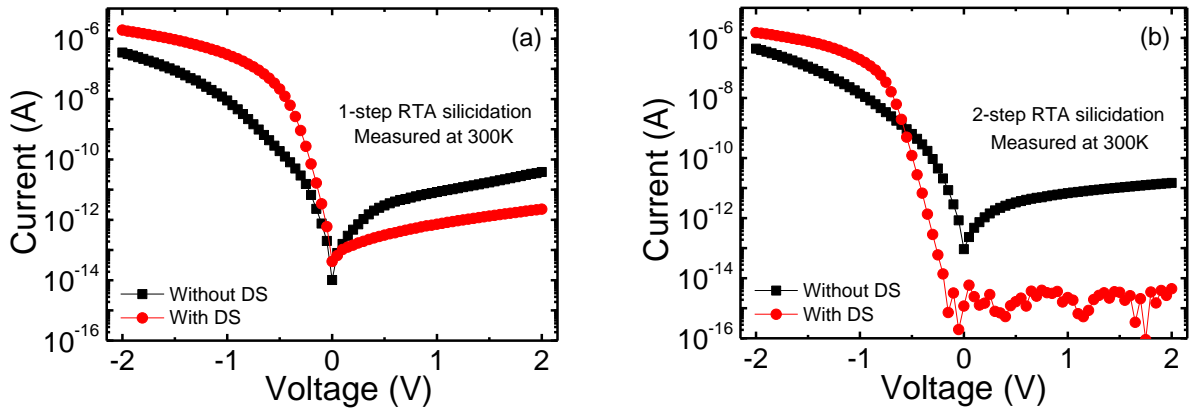 (a)
1-step RTA silicidation
Measured at 300K
Without DS
With DS
Current (A)
10^-6
10^-8
10^-10
10^-12
10^-14
10^-16
-2 -1 0 1 2
Voltage (V)
(b)
2-step RTA silicidation
Measured at 300K
Without DS
With DS
Current (A)
10^-6
10^-8
10^-10
10^-12
10^-14
10^-16
-2 -1 0 1 2
Voltage (V)